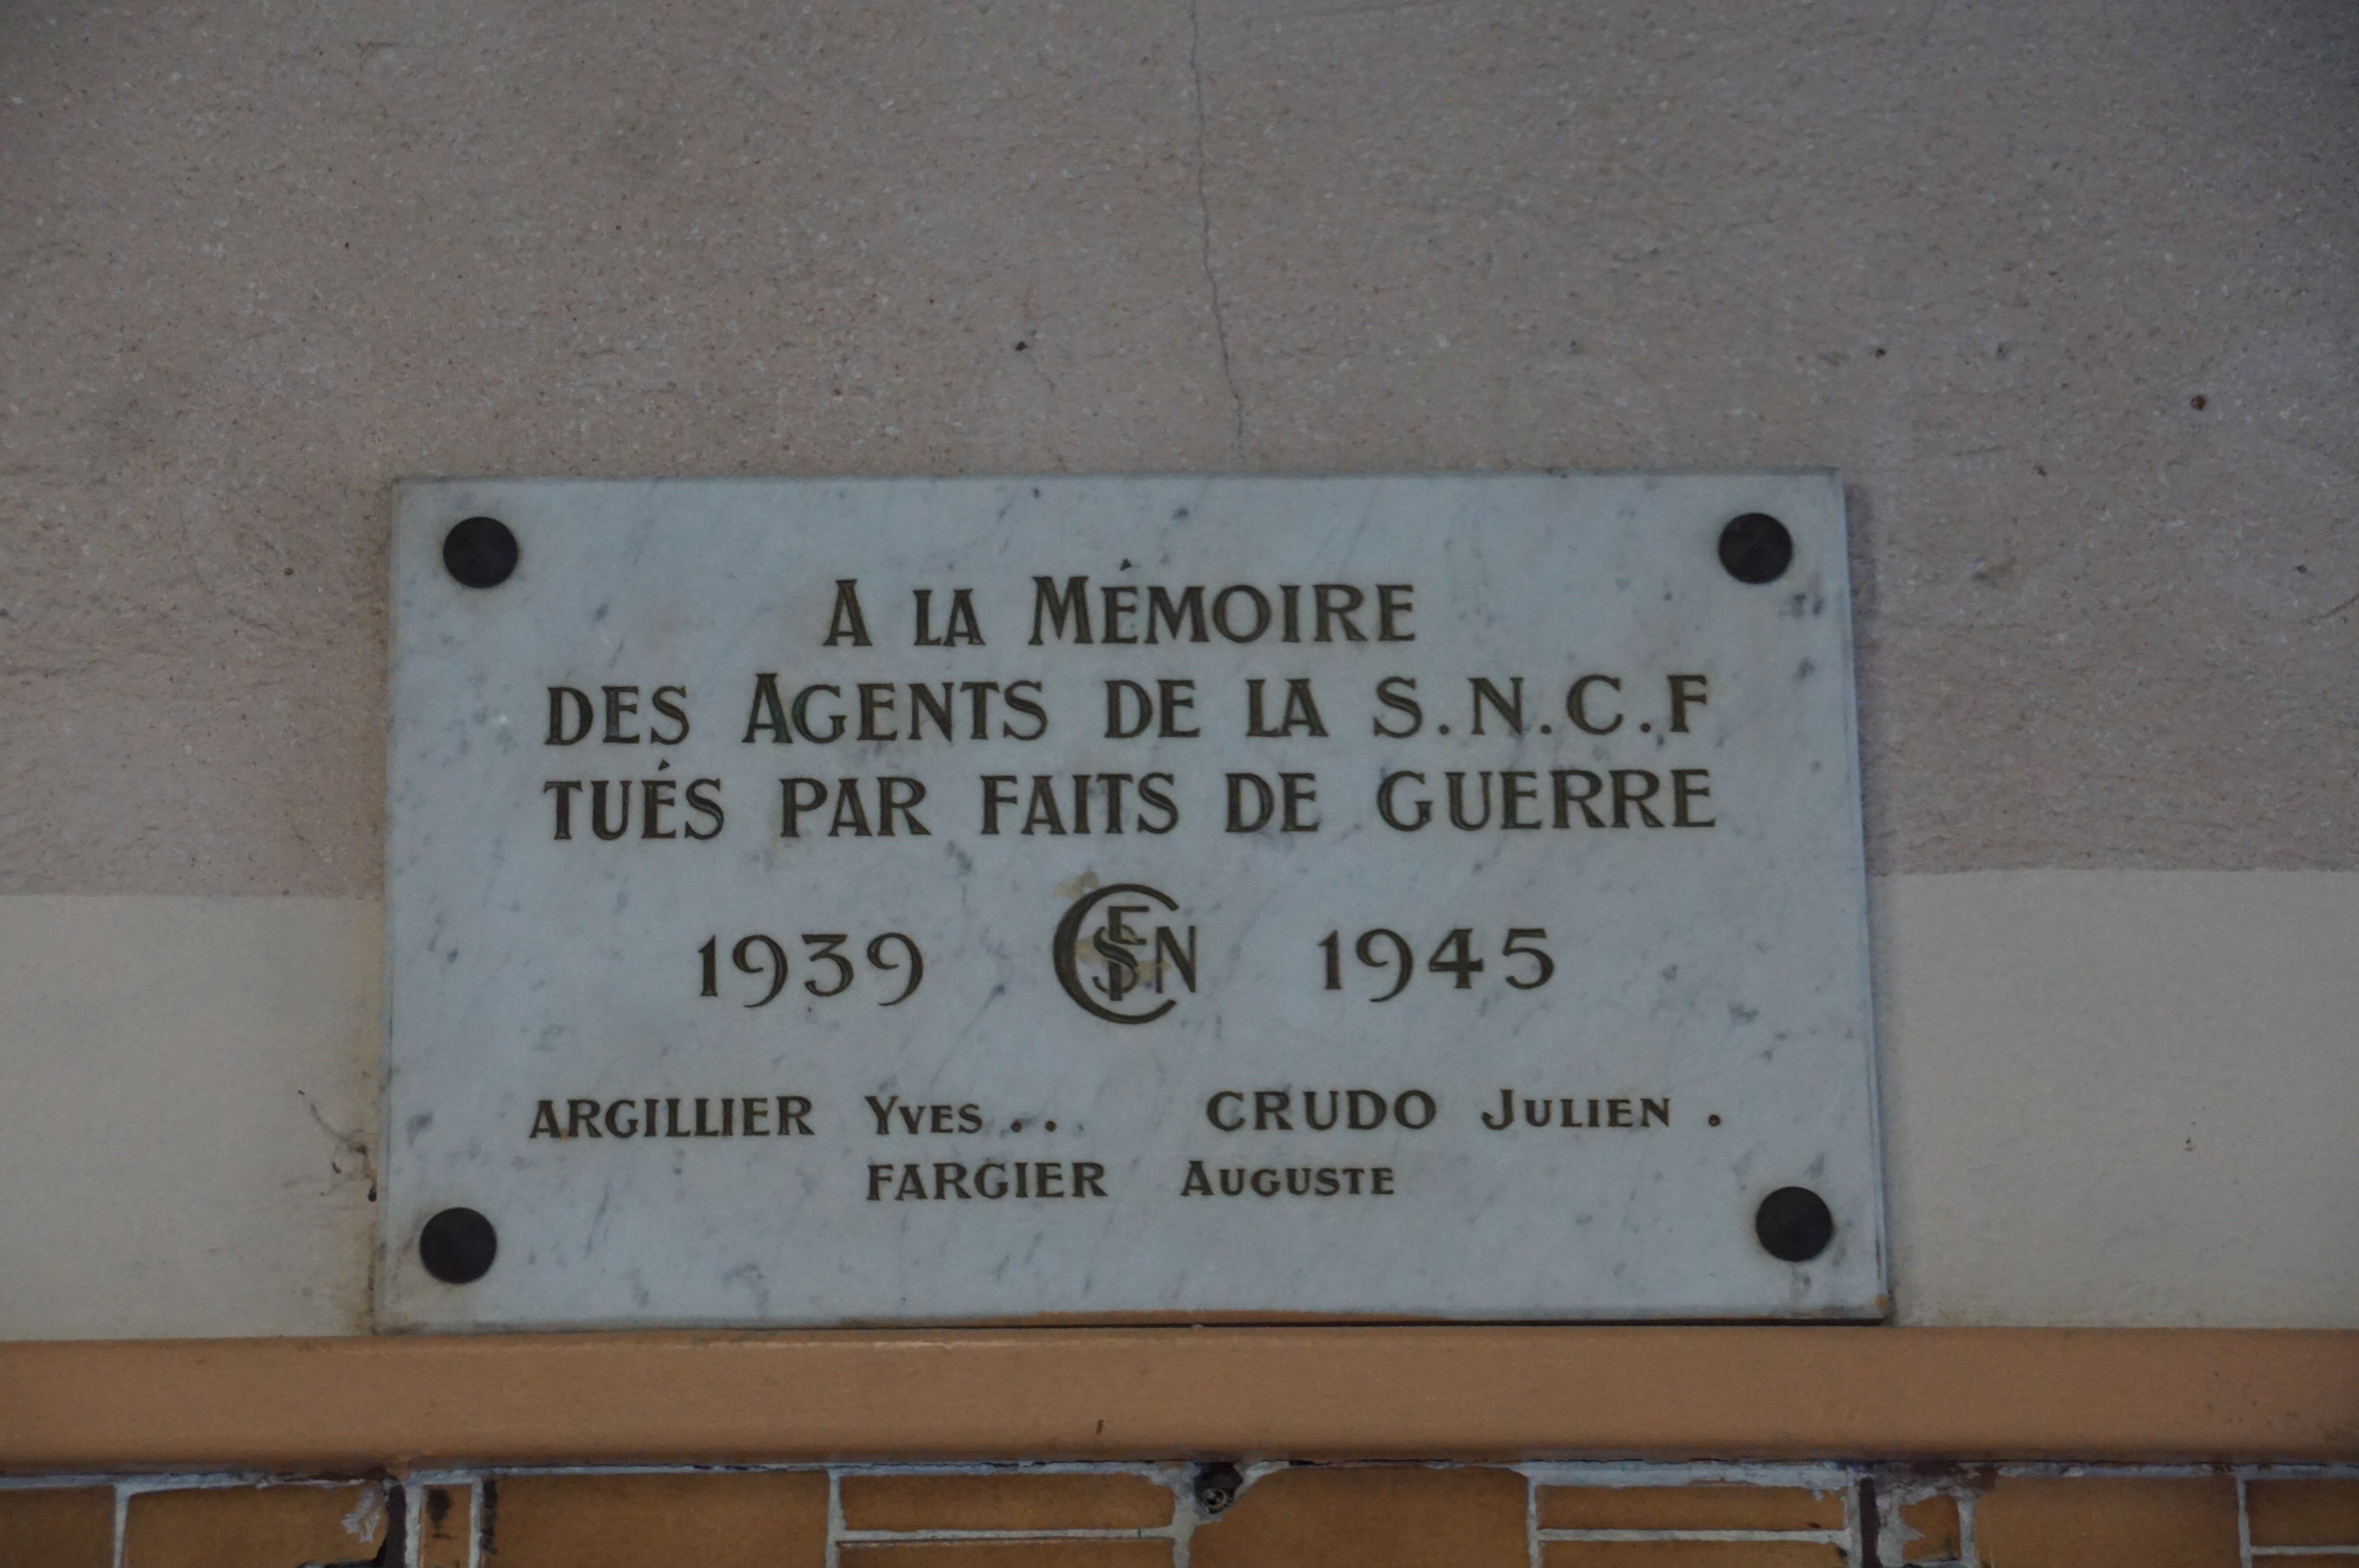 A LA MÉMOIRE
DES AGENTS DE LA S.N.C.F
TUÉS PAR FAITS DE GUERRE
1939 SNCF 1945
ARGILLIER YVES . . CRUDO JULIEN .
FARGIER AUGUSTE